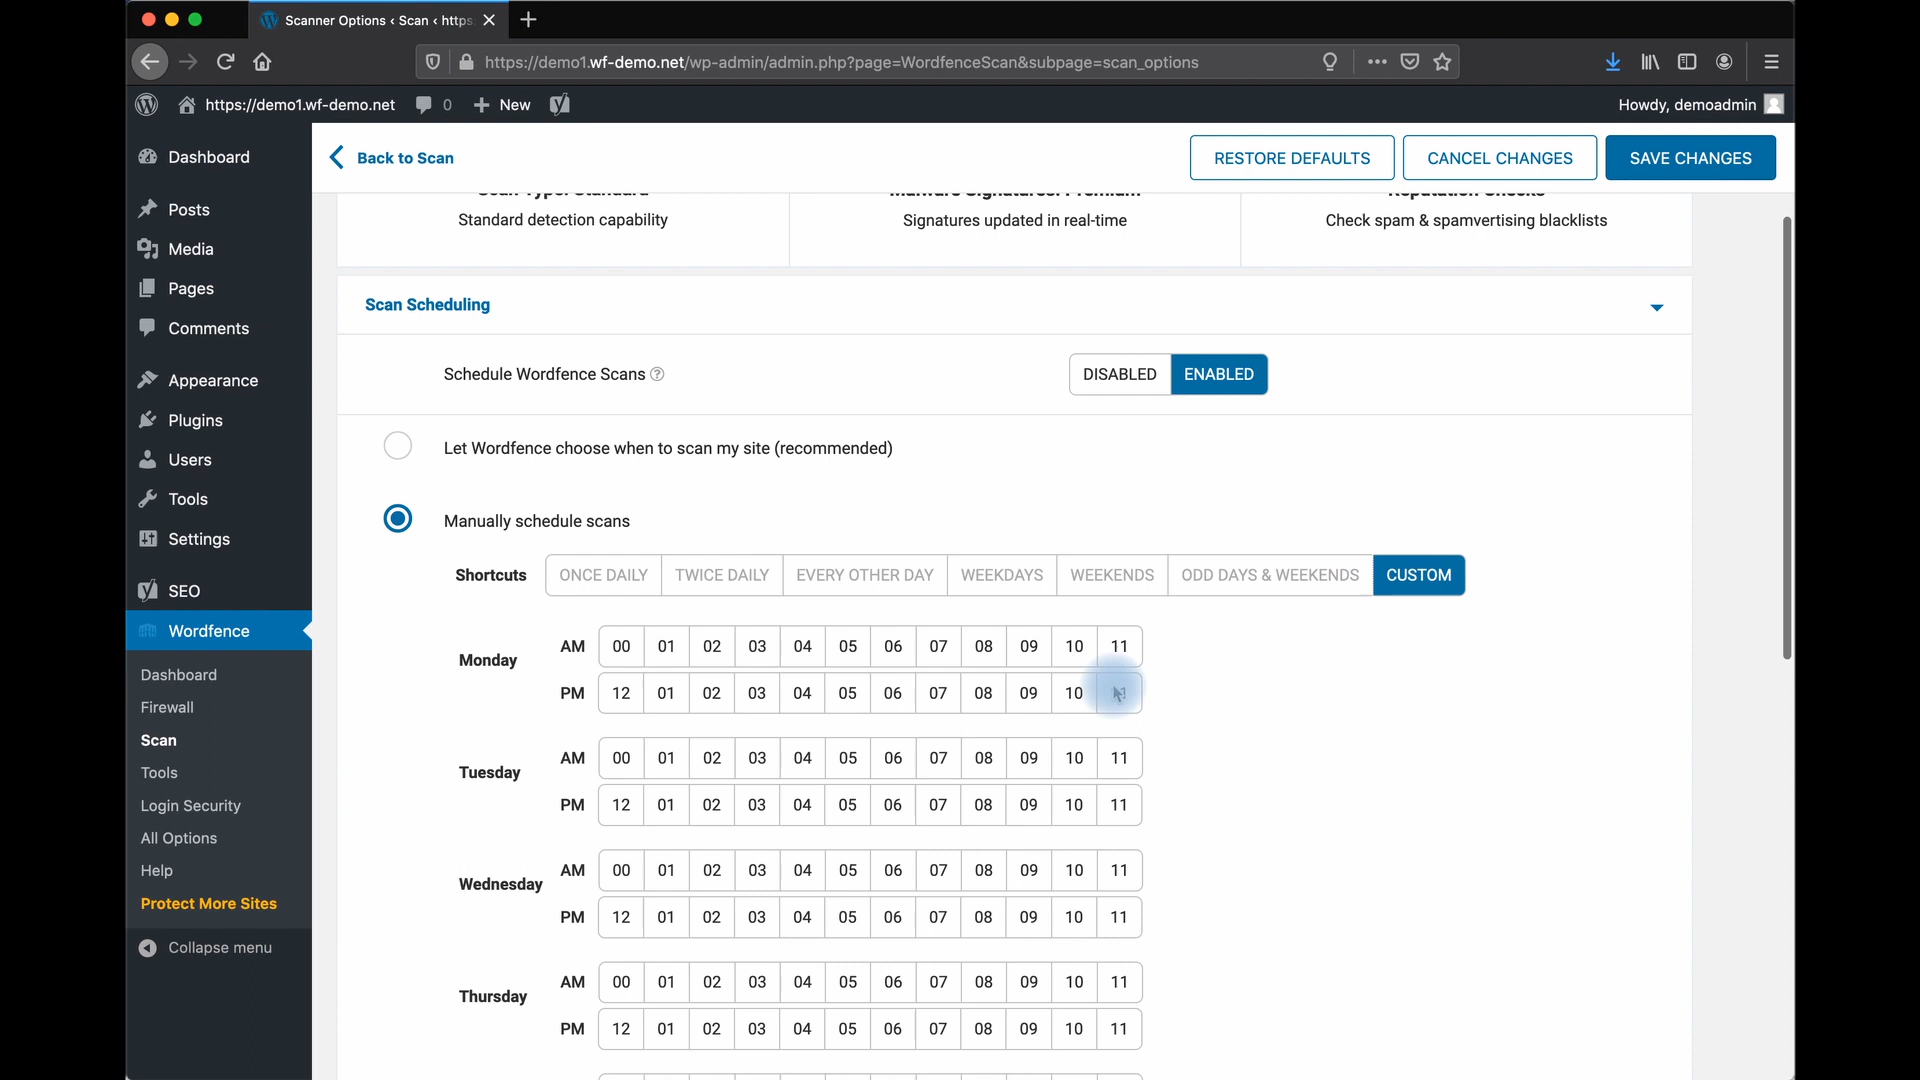 Scanner Options ‹ Scan ‹ https
https://demo1.wf-demo.net/wp-admin/admin.php?page=WordfenceScan&subpage=scan_options
https://demo1.wf-demo.net
0
New
Howdy, demoadmin
Dashboard
Posts
Media
Pages
Comments
Appearance
Plugins
Users
Tools
Settings
SEO
Wordfence
Dashboard
Firewall
Scan
Tools
Login Security
All Options
Help
Protect More Sites
Collapse menu
Back to Scan
RESTORE DEFAULTS
CANCEL CHANGES
SAVE CHANGES
Scan Type: Standard
Standard detection capability
Malware Signatures: Premium
Signatures updated in real-time
Reputation Checks
Check spam & spamvertising blacklists
Scan Scheduling
Schedule Wordfence Scans
DISABLED ENABLED
Let Wordfence choose when to scan my site (recommended)
Manually schedule scans
Shortcuts ONCE DAILY TWICE DAILY EVERY OTHER DAY WEEKDAYS WEEKENDS ODD DAYS & WEEKENDS CUSTOM
Monday
AM 00 01 02 03 04 05 06 07 08 09 10 11
PM 12 01 02 03 04 05 06 07 08 09 10
Tuesday
AM 00 01 02 03 04 05 06 07 08 09 10 11
PM 12 01 02 03 04 05 06 07 08 09 10 11
Wednesday
AM 00 01 02 03 04 05 06 07 08 09 10 11
PM 12 01 02 03 04 05 06 07 08 09 10 11
Thursday
AM 00 01 02 03 04 05 06 07 08 09 10 11
PM 12 01 02 03 04 05 06 07 08 09 10 11